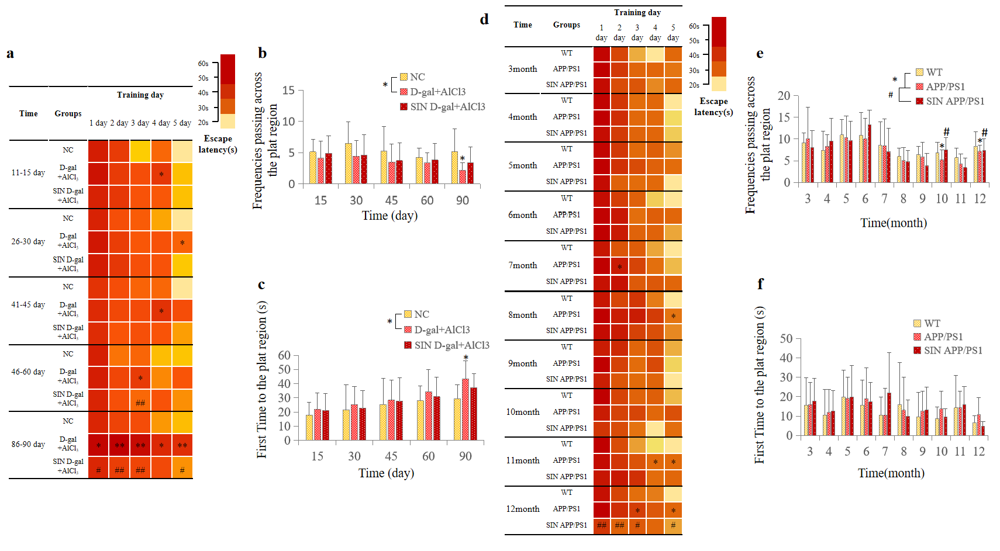 a
60s
50s
40s
30s
20s
Escape
latency(s)
Training day
Time Groups
1 day 2 day 3 day 4 day 5 day
NC
11-15 day
D-gal
+AlCl3
*
SIN D-gal
+AlCl3
NC
26-30 day
D-gal
+AlCl3
*
SIN D-gal
+AlCl3
NC
41-45 day
D-gal
+AlCl3
*
SIN D-gal
+AlCl3
NC
46-60 day
D-gal
+AlCl3
*
SIN D-gal
+AlCl3
##
NC
86-90 day
D-gal
+AlCl3
* ** ** * **
SIN D-gal
+AlCl3
# ## ## #
b
Frequencies passing across
the plat region
15
10
5
0
* NC
D-gal+AlCl3
SIN D-gal+AlCl3
*
15 30 45 60 90
Time (day)
c
First Time to the plat region (s)
60
50
40
30
20
10
0
* NC
D-gal+AlCl3
SIN D-gal+AlCl3
*
15 30 45 60 90
Time (day)
d
Training day
Time Groups
1 2 3 4 5
day day day day day
60s
50s
40s
30s
20s
Escape
latency(s)
WT
3month APP/PS1
SIN APP/PS1
WT
4month APP/PS1
SIN APP/PS1
WT
5month APP/PS1
SIN APP/PS1
WT
6month APP/PS1
SIN APP/PS1
WT
7month APP/PS1 *
SIN APP/PS1
WT
8month APP/PS1 *
SIN APP/PS1
WT
9month APP/PS1
SIN APP/PS1
WT
10month APP/PS1
SIN APP/PS1
WT
11month APP/PS1 * *
SIN APP/PS1
WT
12month APP/PS1 * *
SIN APP/PS1 ## ## # #
e
Frequencies passing across
the plat region
20
15
10
5
0
* WT
APP/PS1
# SIN APP/PS1
* # * #
3 4 5 6 7 8 9 10 11 12
Time(month)
f
First Time to the plat region (s)
50
40
30
20
10
0
WT
APP/PS1
SIN APP/PS1
3 4 5 6 7 8 9 10 11 12
Time(month)